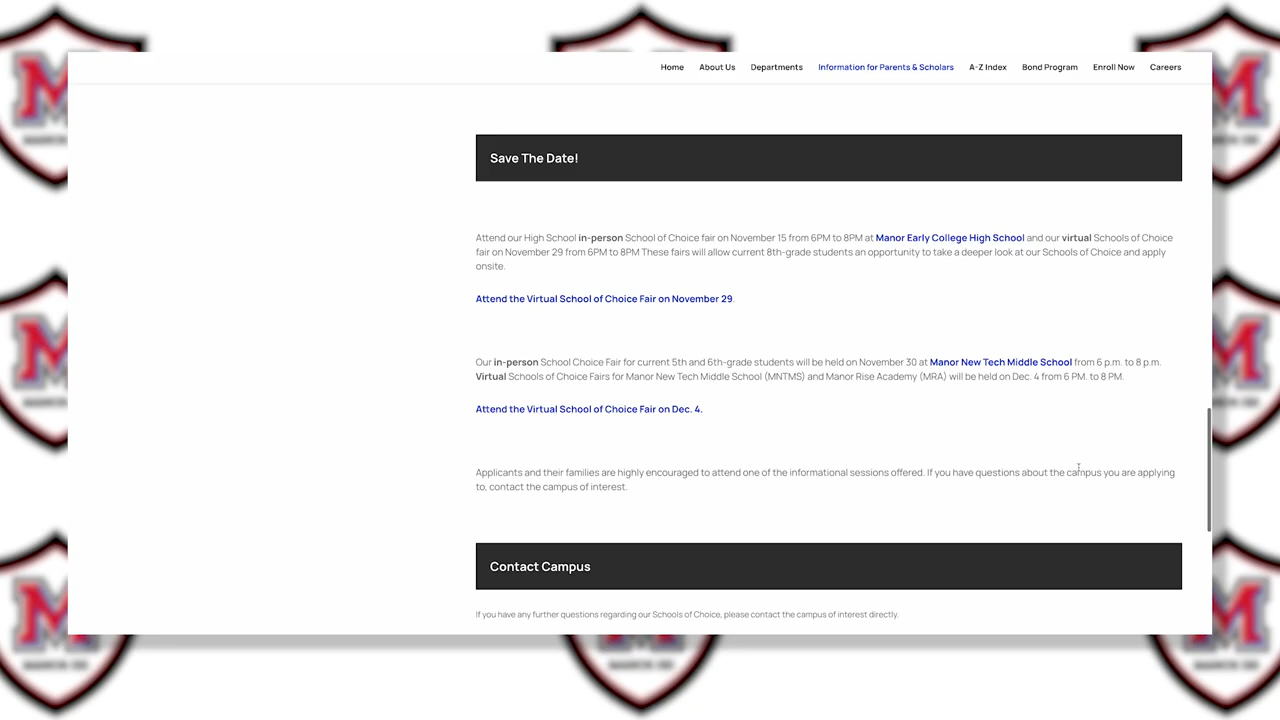 Home About Us Departments Information for Parents & Scholars A-Z Index Bond Program Enroll Now Careers
Save The Date!
Attend our High School in-person School of Choice fair on November 15 from 6PM to 8PM at Manor Early College High School and our virtual Schools of Choice
fair on November 29 from 6PM to 8PM These fairs will allow current 8th-grade students an opportunity to take a deeper look at our Schools of Choice and apply
onsite.
Attend the Virtual School of Choice Fair on November 29.
Our in-person School Choice Fair for current 5th and 6th-grade students will be held on November 30 at Manor New Tech Middle School from 6 p.m. to 8 p.m.
Virtual Schools of Choice Fairs for Manor New Tech Middle School (MNTMS) and Manor Rise Academy (MRA) will be held on Dec. 4 from 6 PM. to 8 PM.
Attend the Virtual School of Choice Fair on Dec. 4.
Applicants and their families are highly encouraged to attend one of the informational sessions offered. If you have questions about the campus you are applying
to, contact the campus of interest.
Contact Campus
If you have any further questions regarding our Schools of Choice, please contact the campus of interest directly.